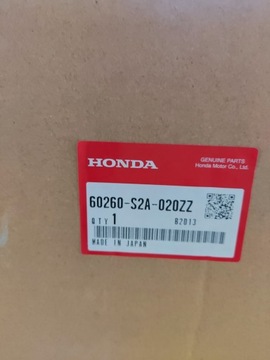 HONDA
GENUINE PARTS
Honda Motor Co., Ltd.
60260-S2A-020ZZ
QTY 1 B2013
MADE IN JAPAN